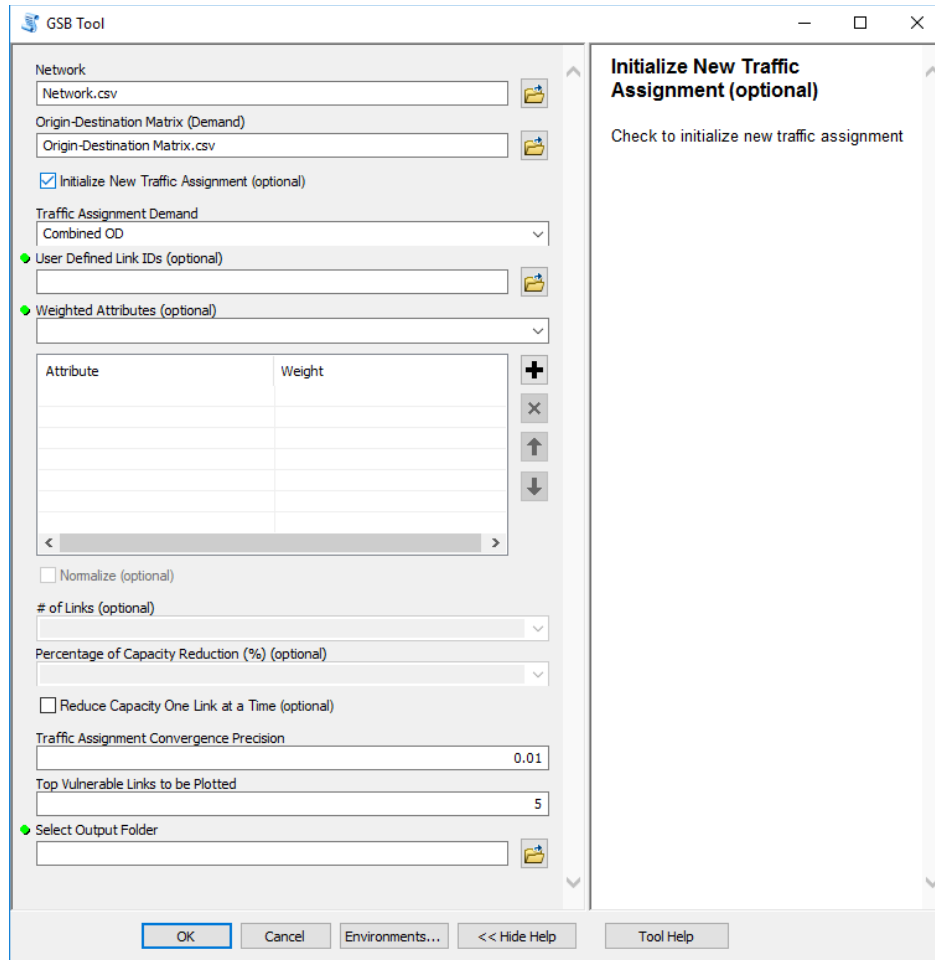 GSB Tool
Network
Network.csv
Origin-Destination Matrix (Demand)
Origin-Destination Matrix.csv
Initialize New Traffic Assignment (optional)
Traffic Assignment Demand
Combined OD
User Defined Link IDs (optional)
Weighted Attributes (optional)
Attribute Weight
Normalize (optional)
# of Links (optional)
Percentage of Capacity Reduction (%) (optional)
Reduce Capacity One Link at a Time (optional)
Traffic Assignment Convergence Precision
0.01
Top Vulnerable Links to be Plotted
5
Select Output Folder
Initialize New Traffic
Assignment (optional)
Check to initialize new traffic assignment
OK Cancel Environments... << Hide Help Tool Help